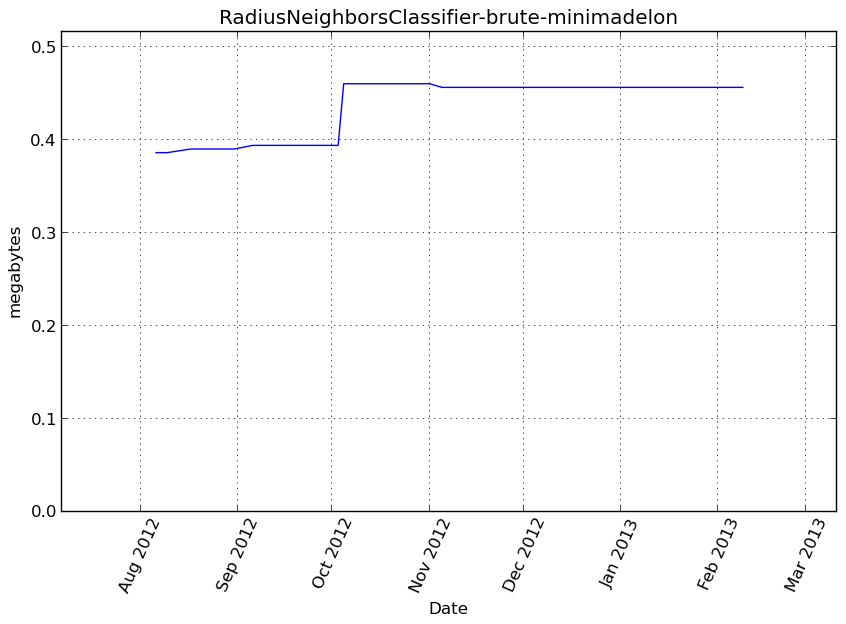 RadiusNeighborsClassifier-brute-minimadelon
0.5
0.4
0.3
0.2
0.1
0.0
megabytes
Aug 2012
Sep 2012
Oct 2012
Nov 2012
Dec 2012
Jan 2013
Feb 2013
Mar 2013
Date